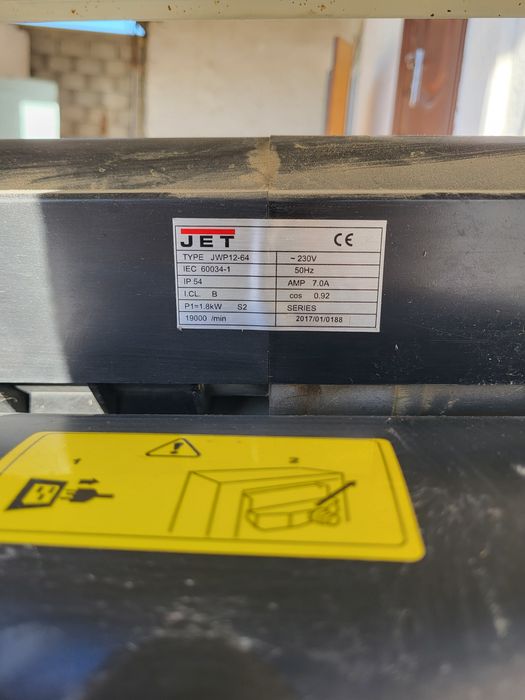 JET CE
TYPE JWP12-64 ~ 230V
IEC 60034-1 50Hz
IP 54 AMP 7.0A
I.CL. B cos 0.92
P1=1.8kW S2 SERIES
19000 /min 2017/01/0188
1 2